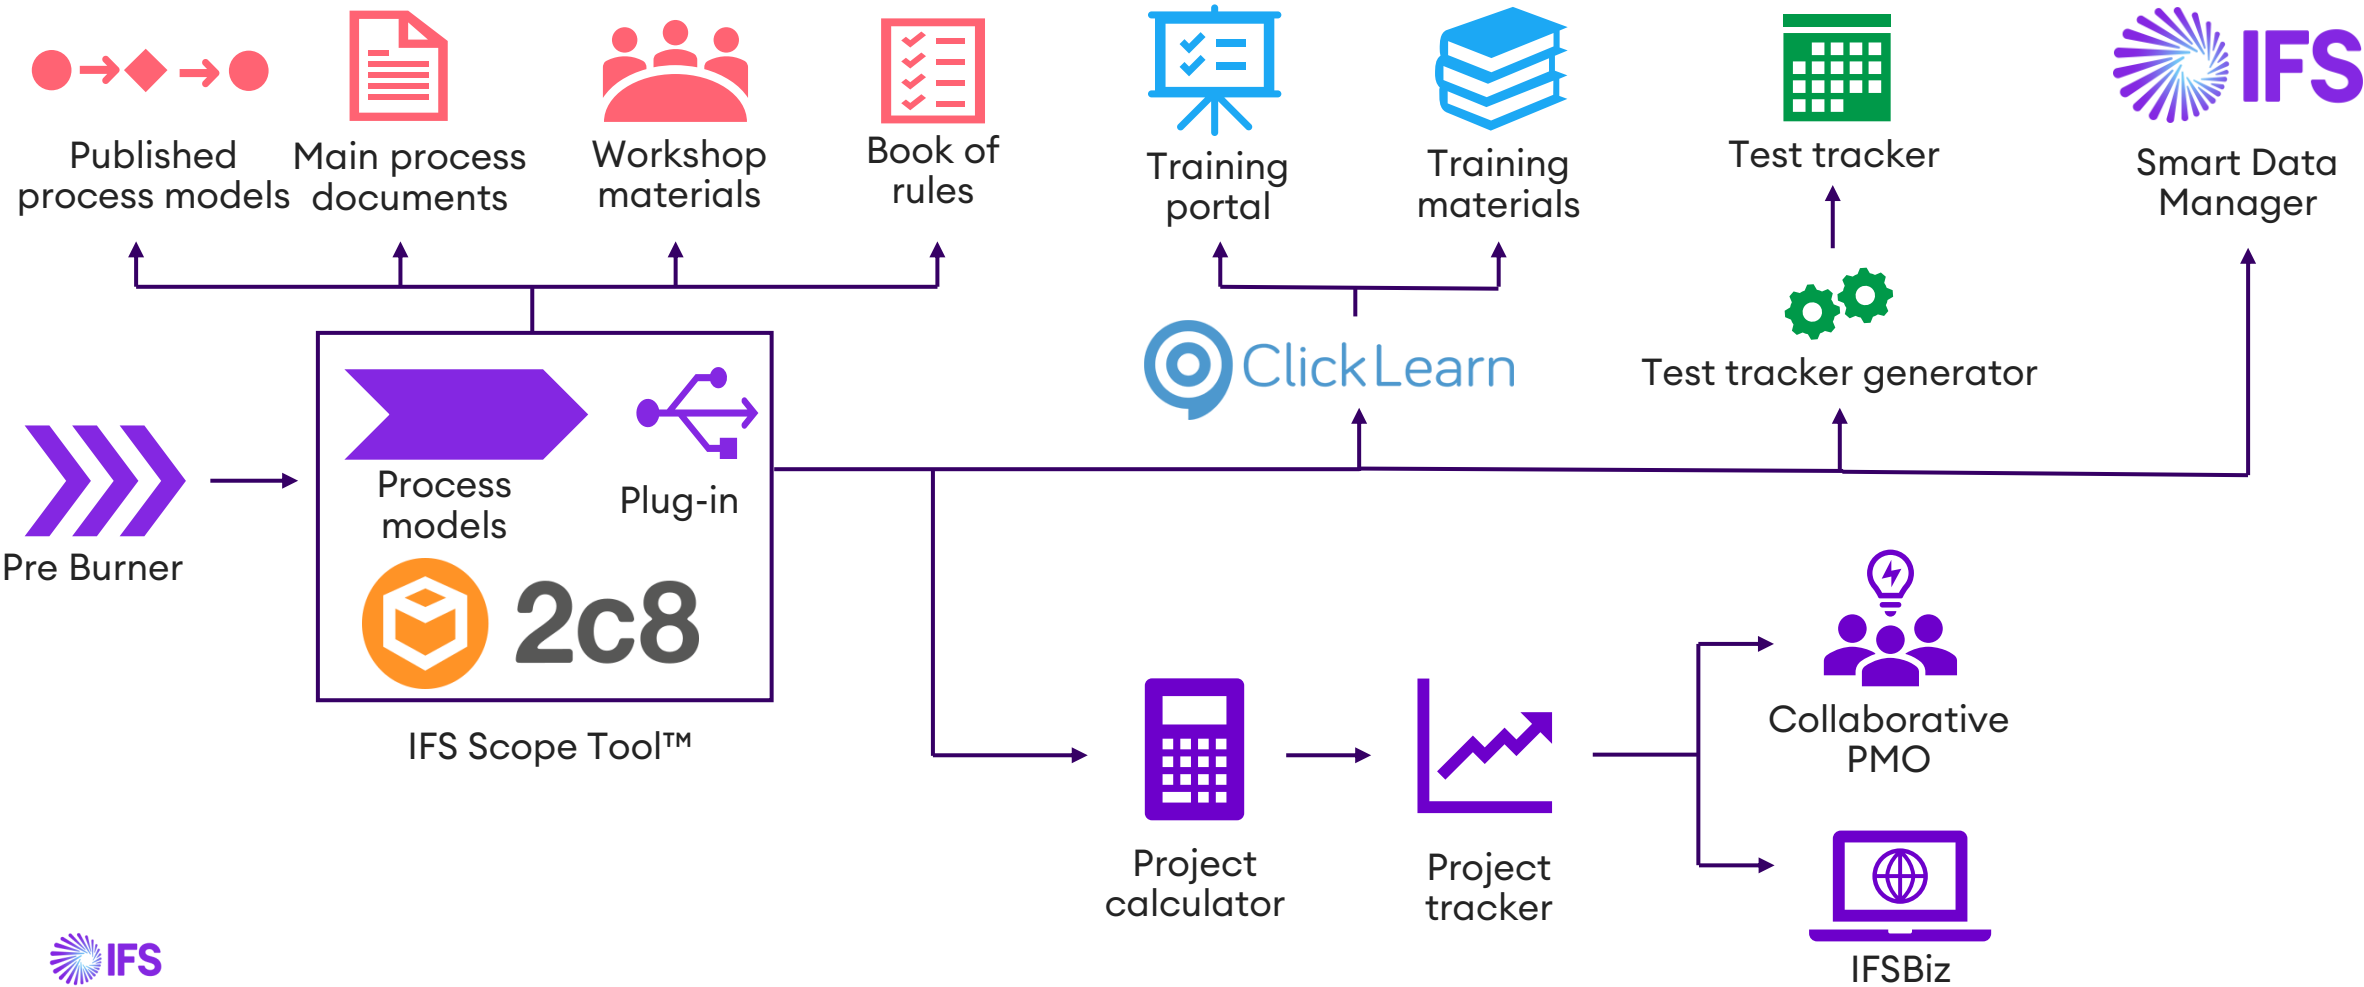 IFS
Published
process models
Main process
documents
Workshop
materials
Book of
rules
Training
portal
Training
materials
Test tracker
Smart Data
Manager
ClickLearn
Test tracker generator
Process
models
Plug-in
Pre Burner
2c8
IFS Scope Tool™
Collaborative
PMO
Project
calculator
Project
tracker
IFSBiz
IFS